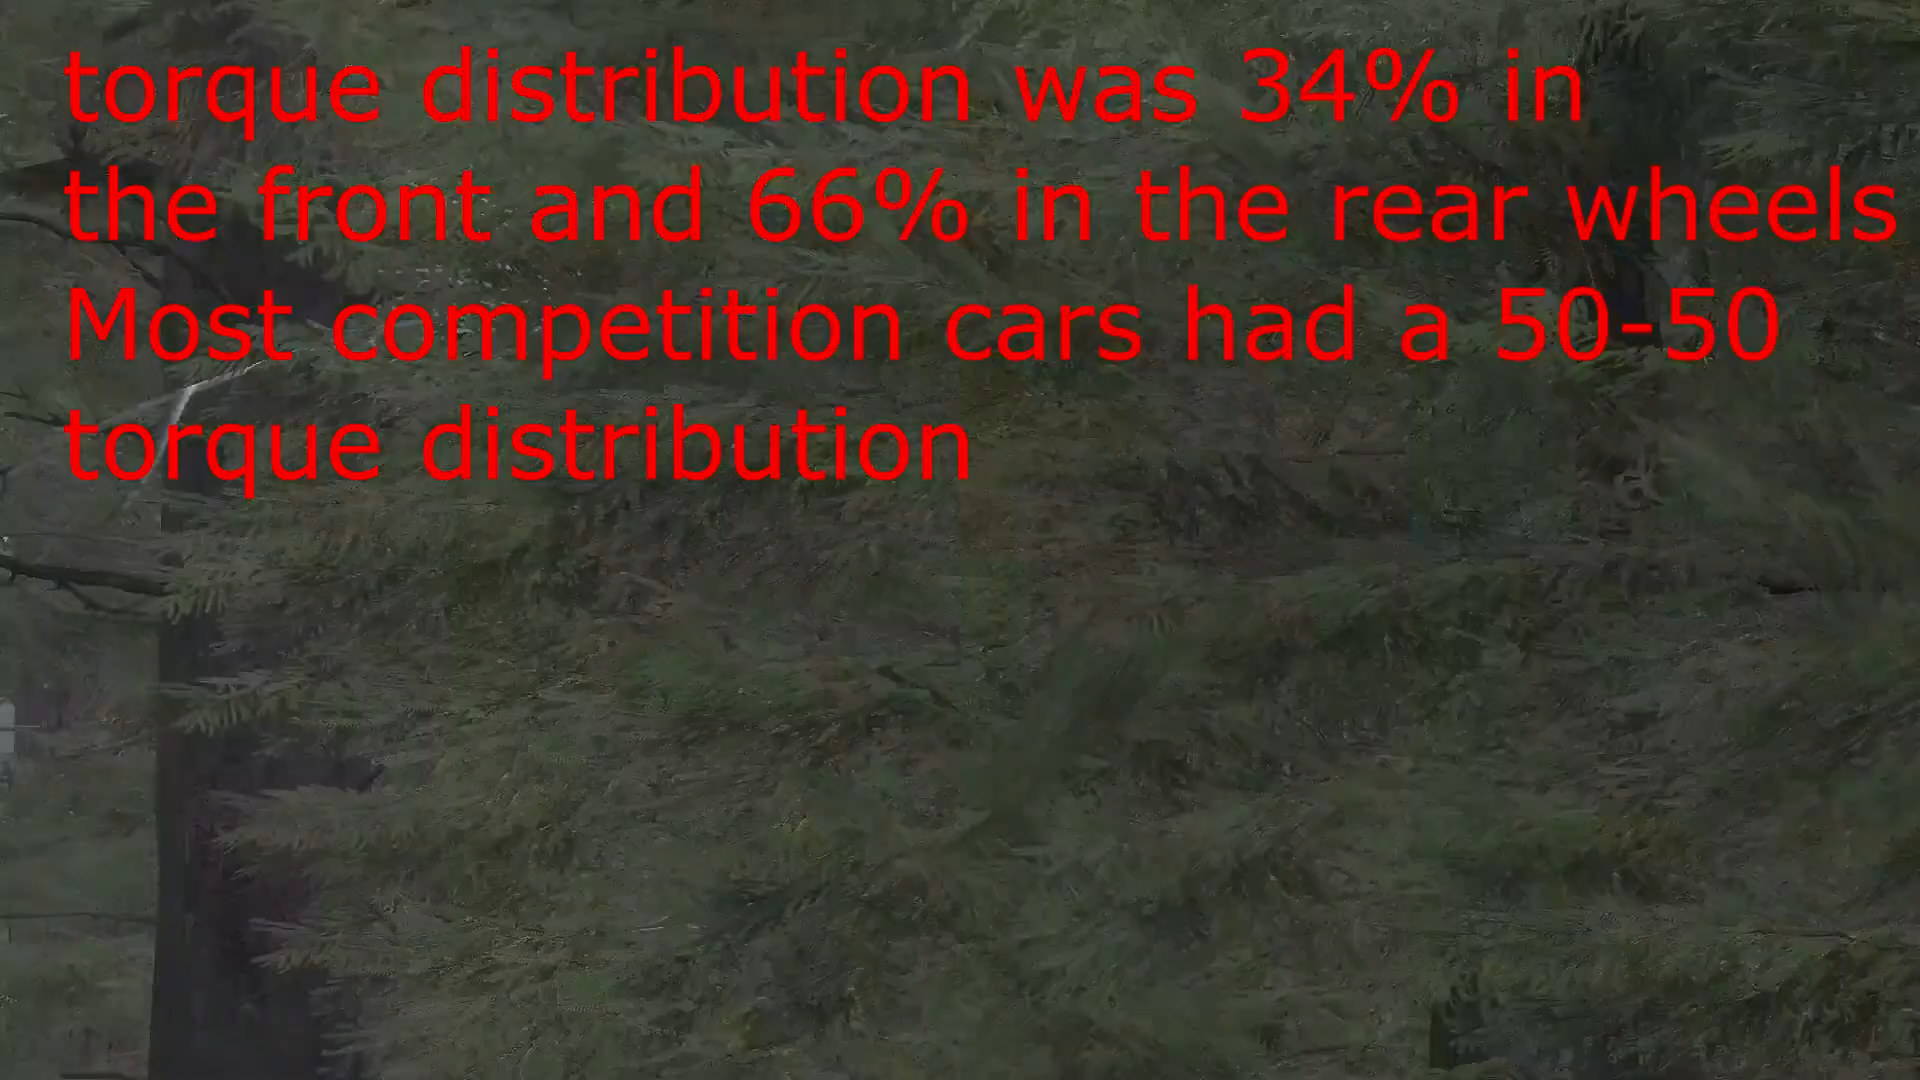 torque distribution was 34% in
the front and 66% in the rear wheels
Most competition cars had a 50-50
torque distribution